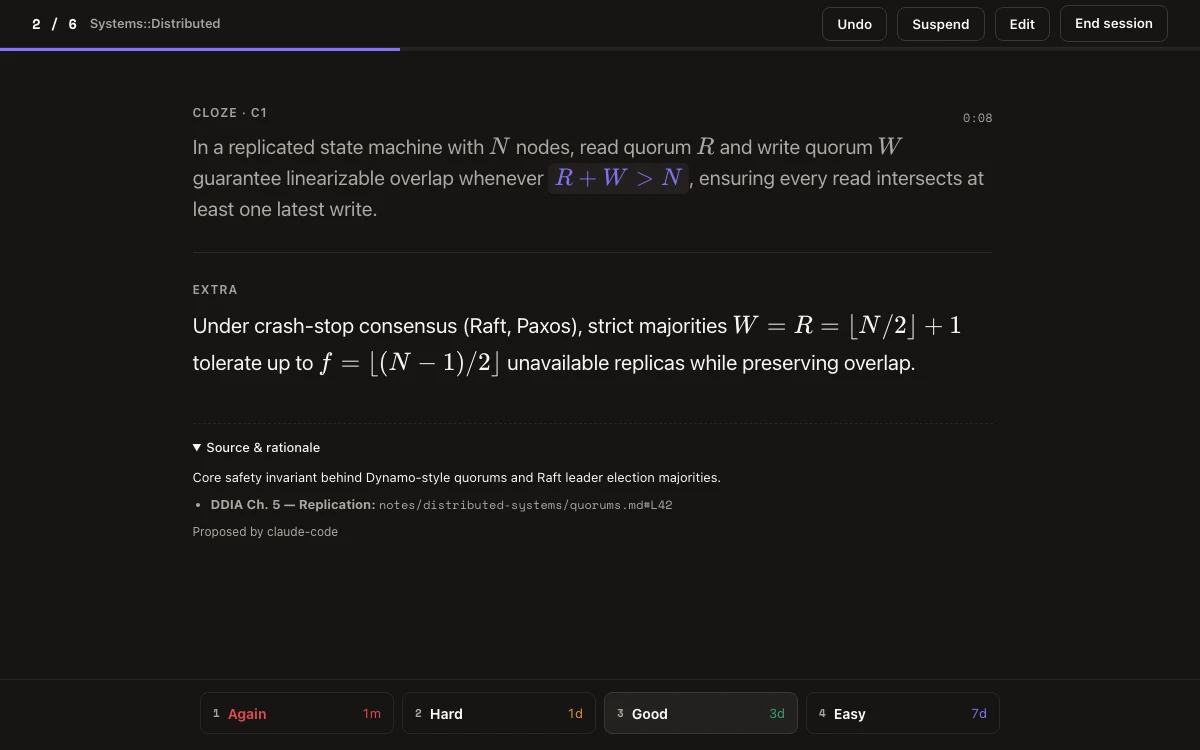 2 / 6 Systems::Distributed Undo Suspend Edit End session
CLOZE · C1
0:08
In a replicated state machine with N nodes, read quorum R and write quorum W
guarantee linearizable overlap whenever R + W > N, ensuring every read intersects at
least one latest write.
EXTRA
Under crash-stop consensus (Raft, Paxos), strict majorities W = R = ⌊N/2⌋ + 1
tolerate up to f = ⌊(N − 1)/2⌋ unavailable replicas while preserving overlap.
▼ Source & rationale
Core safety invariant behind Dynamo-style quorums and Raft leader election majorities.
• DDIA Ch. 5 — Replication: notes/distributed-systems/quorums.md#L42
Proposed by claude-code
1 Again 1m 2 Hard 1d 3 Good 3d 4 Easy 7d